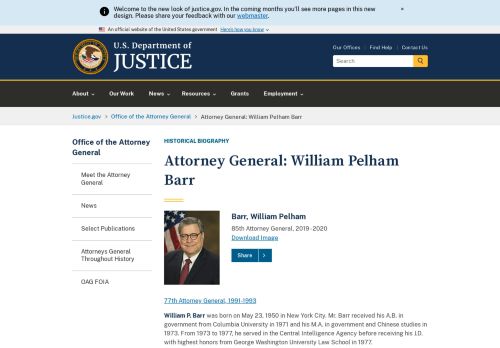 Welcome to the new look of justice.gov. In the coming months you'll see more pages in this new
design. Please share your feedback with our webmaster.
×
An official website of the United States government Here's how you know
Our Offices
Find Help
Contact Us
U.S. Department of
JUSTICE
Search
About
Our Work
News
Resources
Grants
Employment
Justice.gov
Office of the Attorney General
Attorney General: William Pelham Barr
Office of the Attorney
General
Meet the Attorney
General
News
Select Publications
Attorneys General
Throughout History
OAG FOIA
HISTORICAL BIOGRAPHY
Attorney General: William Pelham
Barr
Barr, William Pelham
85th Attorney General, 2019-2020
Download Image
Share
77th Attorney General, 1991-1993
William P. Barr was born on May 23, 1950 in New York City. Mr. Barr received his A.B. in
government from Columbia University in 1971 and his M.A. in government and Chinese studies in
1973. From 1973 to 1977, he served in the Central Intelligence Agency before receiving his J.D.
with highest honors from George Washington University Law School in 1977.